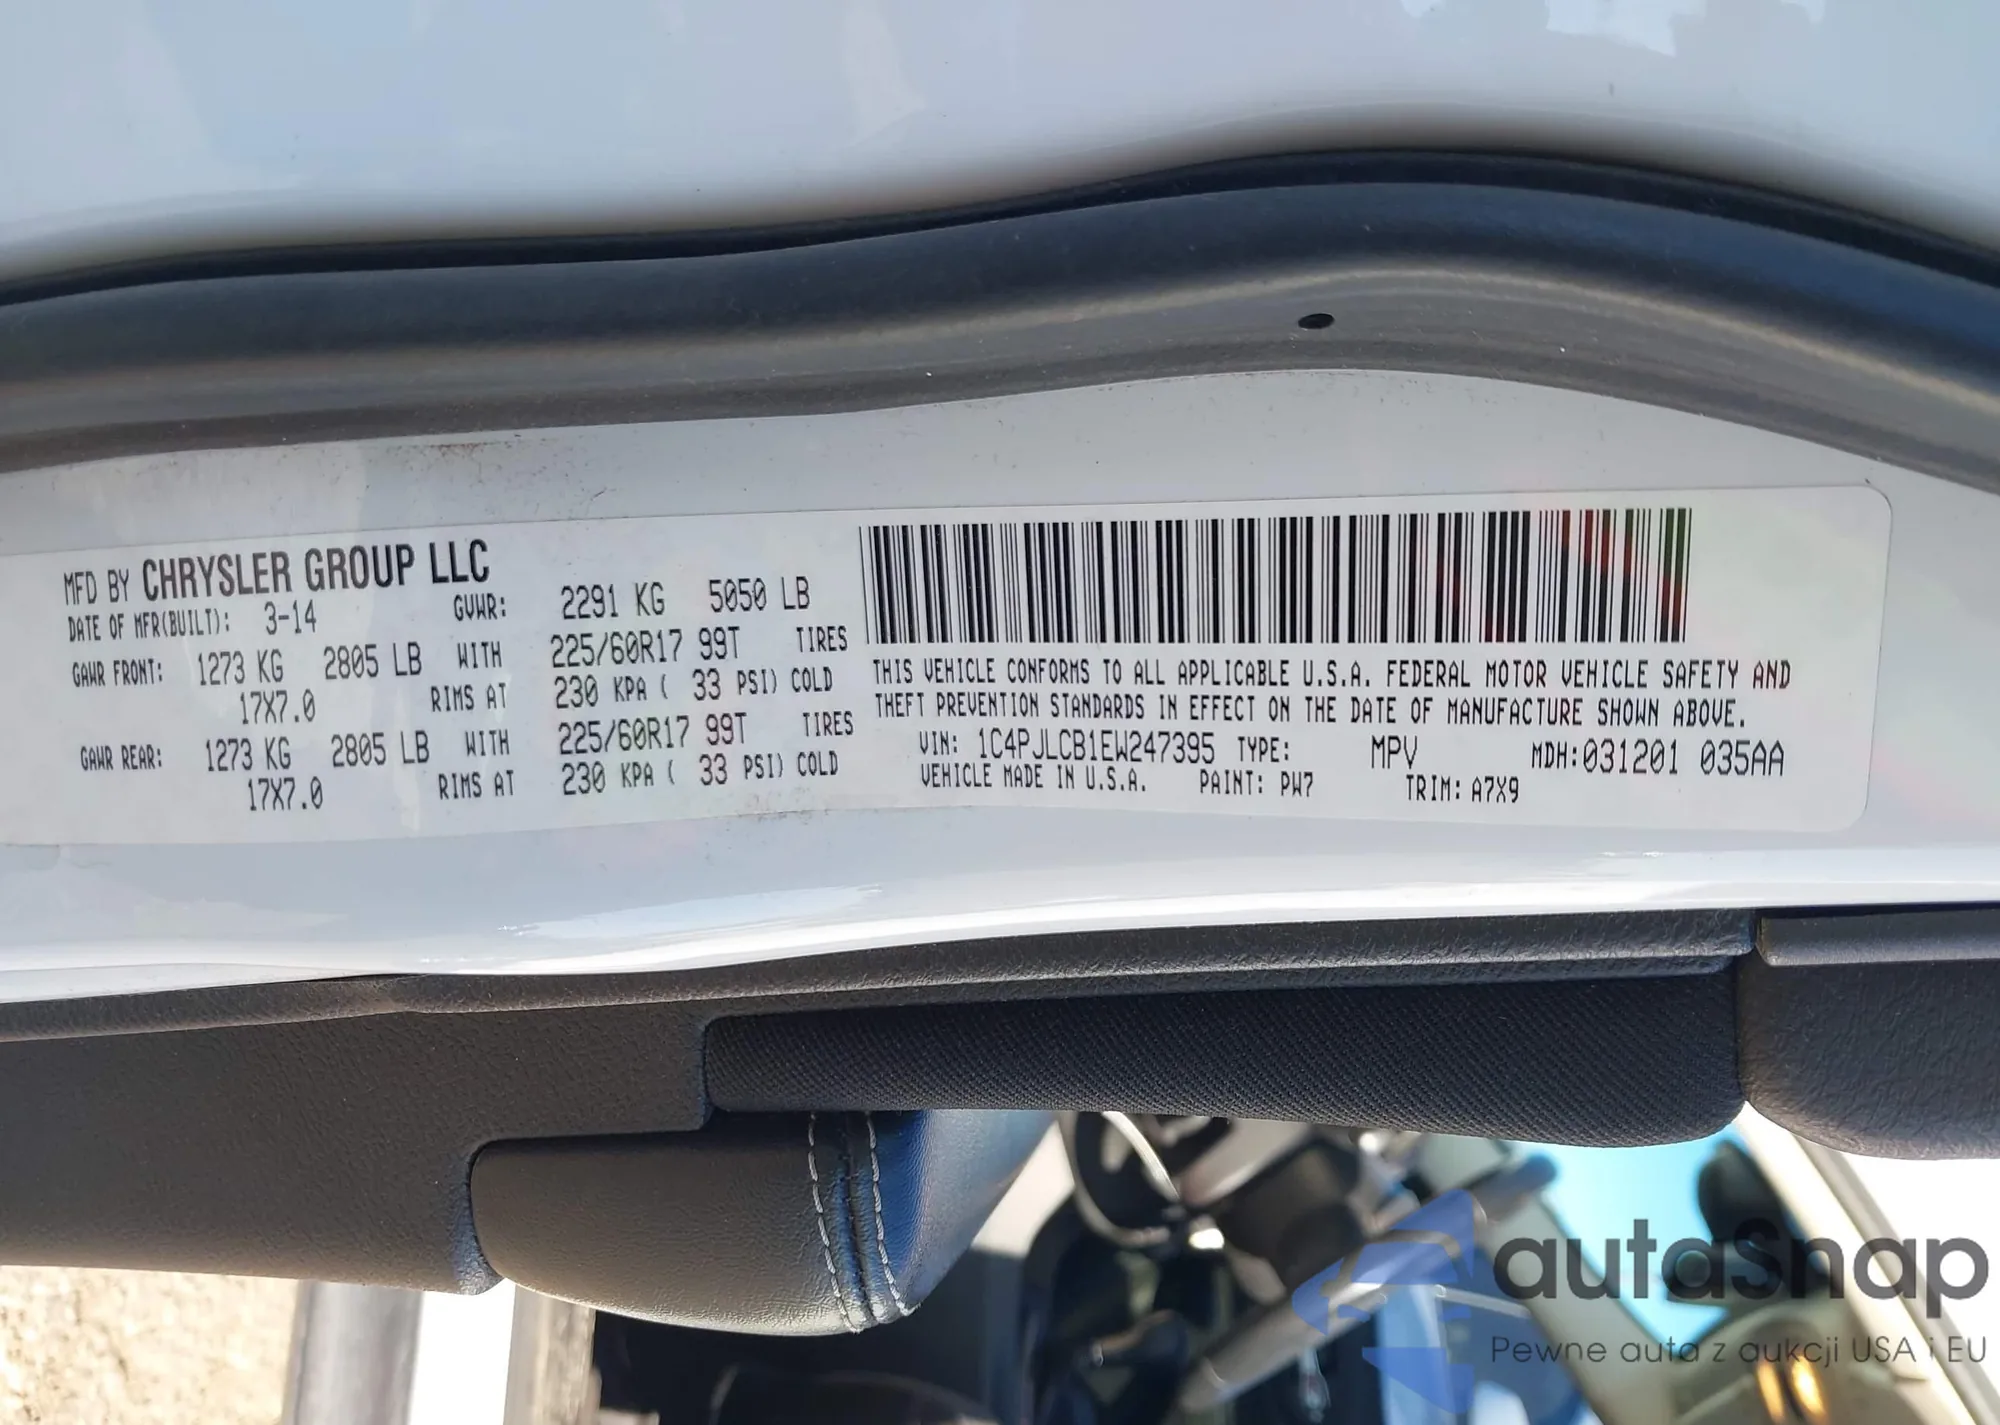 MFD BY CHRYSLER GROUP LLC
DATE OF MFR(BUILT): 3-14 GVWR: 2291 KG 5050 LB
GAWR FRONT: 1273 KG 2805 LB WITH 225/60R17 99T TIRES
17X7.0 RIMS AT 230 KPA ( 33 PSI) COLD
GAWR REAR: 1273 KG 2805 LB WITH 225/60R17 99T TIRES
17X7.0 RIMS AT 230 KPA ( 33 PSI) COLD
THIS VEHICLE CONFORMS TO ALL APPLICABLE U.S.A. FEDERAL MOTOR VEHICLE SAFETY AND
THEFT PREVENTION STANDARDS IN EFFECT ON THE DATE OF MANUFACTURE SHOWN ABOVE.
VIN: 1C4PJLCB1EW247395 TYPE: MPV MDH:031201 035AA
VEHICLE MADE IN U.S.A. PAINT: PW7 TRIM: A7X9
autaSnap
Pewne auta z aukcji USA i EU